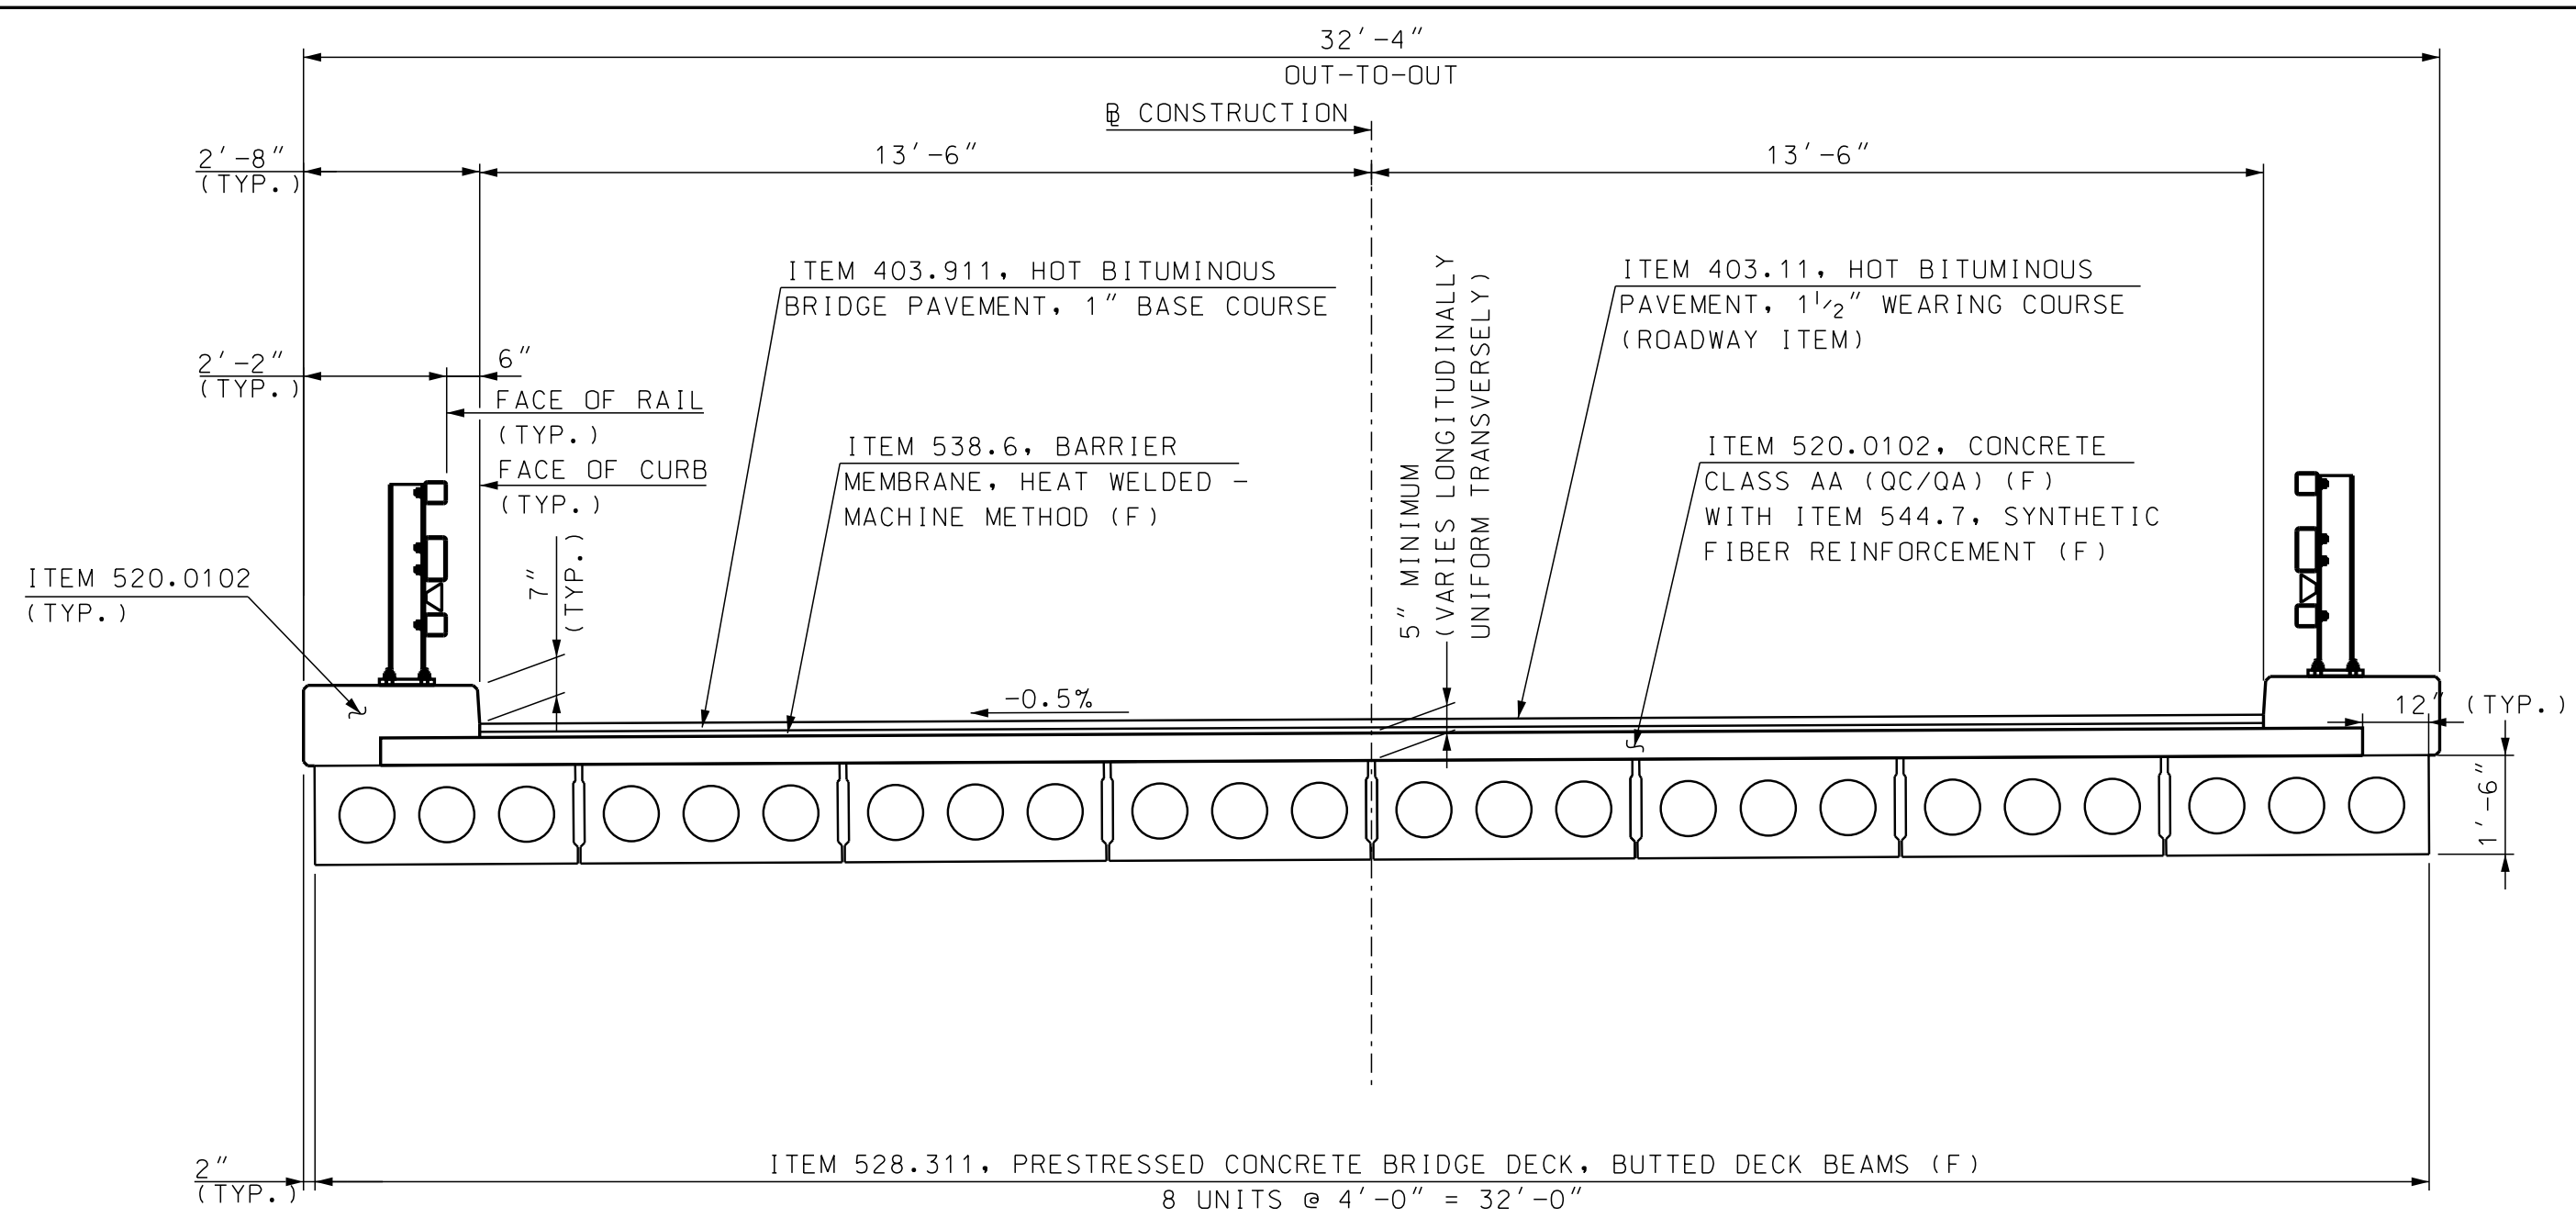 32'-4"
OUT-TO-OUT
℄ CONSTRUCTION
2'-8"
(TYP.)
13'-6"
13'-6"
ITEM 403.911, HOT BITUMINOUS
BRIDGE PAVEMENT, 1" BASE COURSE
ITEM 403.11, HOT BITUMINOUS
PAVEMENT, 1½" WEARING COURSE
(ROADWAY ITEM)
2'-2"
(TYP.)
6"
FACE OF RAIL
(TYP.)
FACE OF CURB
(TYP.)
ITEM 538.6, BARRIER
MEMBRANE, HEAT WELDED -
MACHINE METHOD (F)
5" MINIMUM
(VARIES LONGITUDINALLY
UNIFORM TRANSVERSELY)
ITEM 520.0102, CONCRETE
CLASS AA (QC/QA) (F)
WITH ITEM 544.7, SYNTHETIC
FIBER REINFORCEMENT (F)
ITEM 520.0102
(TYP.)
7"
(TYP.)
-0.5%
12" (TYP.)
1'-6"
2"
(TYP.)
ITEM 528.311, PRESTRESSED CONCRETE BRIDGE DECK, BUTTED DECK BEAMS (F)
8 UNITS @ 4'-0" = 32'-0"